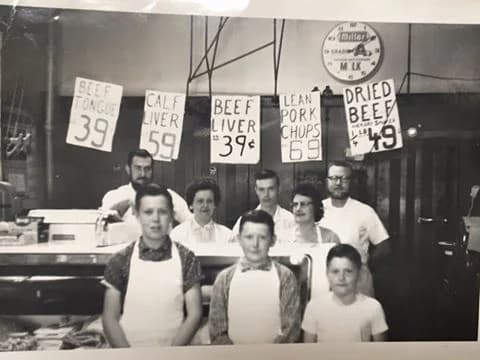 Miller's
GRADE A
MILK
BEEF
TONGUE
39
CALF
LIVER
59
BEEF
LIVER
39¢
LEAN
PORK
CHOPS
69
DRIED
BEEF
49